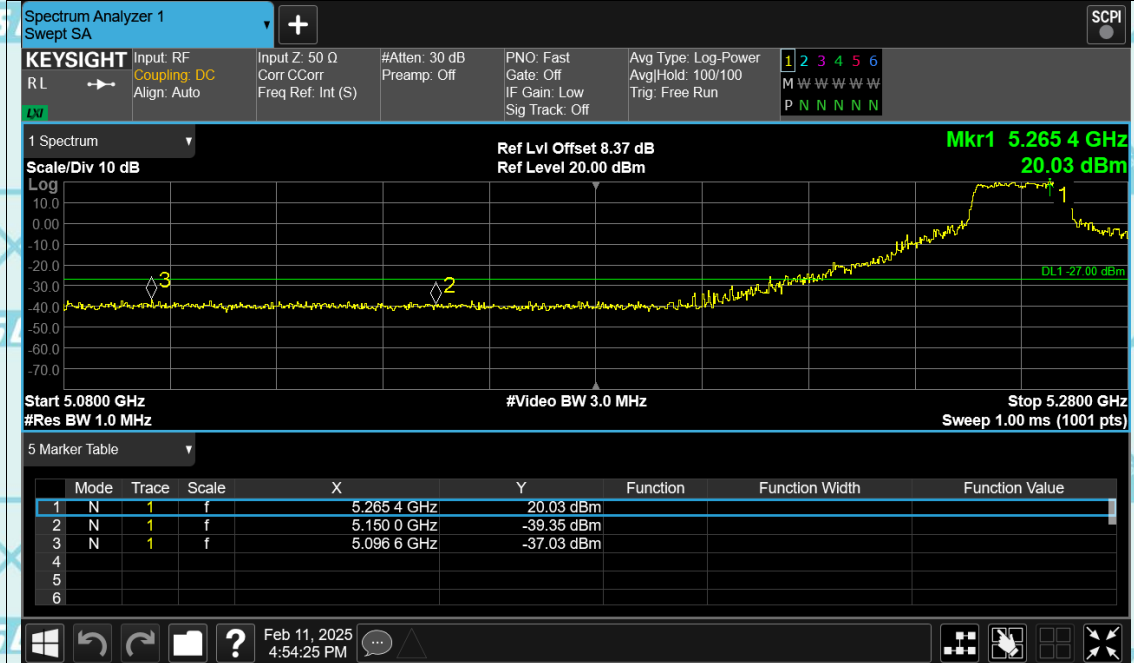 Spectrum Analyzer 1
Swept SA
+
SCPI
KEYSIGHT
R L
LXI
Input: RF
Coupling: DC
Align: Auto
Input Z: 50 Ω
Corr CCorr
Freq Ref: Int (S)
#Atten: 30 dB
Preamp: Off
PNO: Fast
Gate: Off
IF Gain: Low
Sig Track: Off
Avg Type: Log-Power
Avg|Hold: 100/100
Trig: Free Run
1 2 3 4 5 6
M W W W W W
P N N N N N
1 Spectrum
Scale/Div 10 dB
Ref Lvl Offset 8.37 dB
Ref Level 20.00 dBm
Mkr1 5.265 4 GHz
20.03 dBm
Log
10.0
0.00
-10.0
-20.0
-30.0
-40.0
-50.0
-60.0
-70.0
1
3
2
DL1 -27.00 dBm
Start 5.0800 GHz
#Video BW 3.0 MHz
Stop 5.2800 GHz
#Res BW 1.0 MHz
Sweep 1.00 ms (1001 pts)
5 Marker Table
Mode Trace Scale X Y Function Function Width Function Value
1 N 1 f 5.265 4 GHz 20.03 dBm
2 N 1 f 5.150 0 GHz -39.35 dBm
3 N 1 f 5.096 6 GHz -37.03 dBm
4
5
6
?
Feb 11, 2025
4:54:25 PM